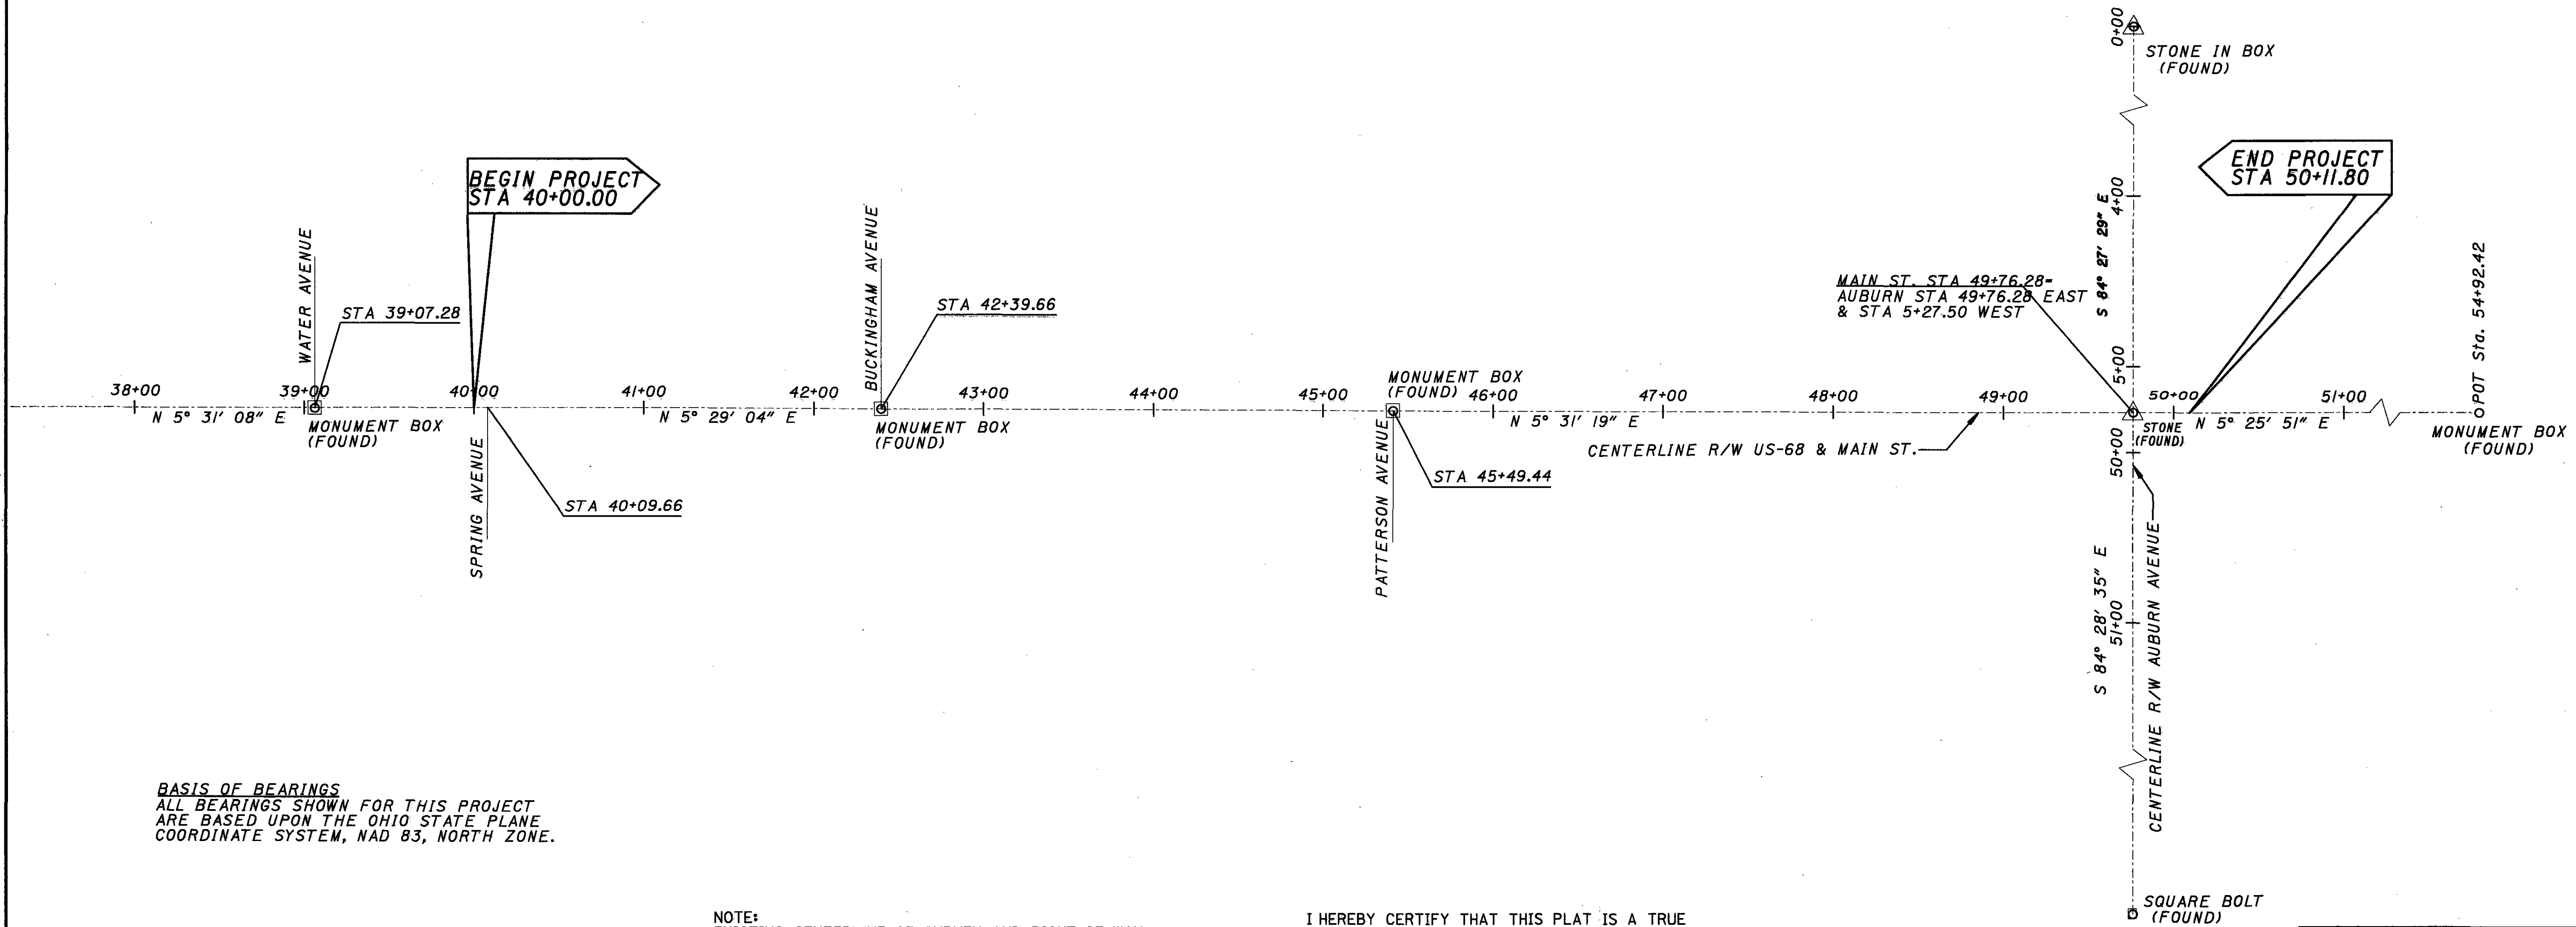 0+00
STONE IN BOX
(FOUND)
BEGIN PROJECT
STA 40+00.00
END PROJECT
STA 50+11.80
S 84° 27' 29" E
4+00
5+00
WATER AVENUE
STA 39+07.28
BUCKINGHAM AVENUE
STA 42+39.66
MAIN ST. STA 49+76.28=
AUBURN STA 49+76.28 EAST
& STA 5+27.50 WEST
POT Sta. 54+92.42
38+00
39+00
40+00
41+00
42+00
43+00
44+00
45+00
46+00
47+00
48+00
49+00
50+00
51+00
MONUMENT BOX
(FOUND)
N 5° 31' 08" E
MONUMENT BOX
(FOUND)
N 5° 29' 04" E
MONUMENT BOX
(FOUND)
N 5° 31' 19" E
STONE
(FOUND)
N 5° 25' 51" E
MONUMENT BOX
(FOUND)
CENTERLINE R/W US-68 & MAIN ST.
SPRING AVENUE
STA 40+09.66
PATTERSON AVENUE
STA 45+49.44
50+00
S 84° 28' 35" E
51+00
CENTERLINE R/W AUBURN AVENUE
BASIS OF BEARINGS
ALL BEARINGS SHOWN FOR THIS PROJECT
ARE BASED UPON THE OHIO STATE PLANE
COORDINATE SYSTEM, NAD 83, NORTH ZONE.
SQUARE BOLT
(FOUND)
NOTE:
I HEREBY CERTIFY THAT THIS PLAT IS A TRUE